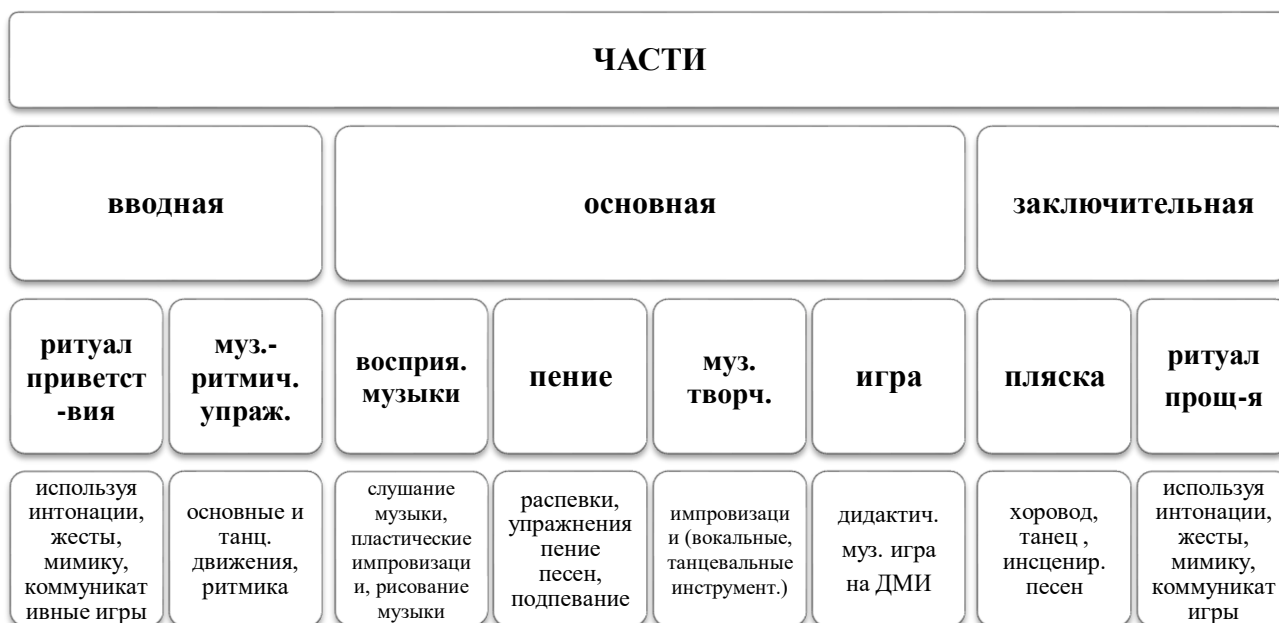 ЧАСТИ
вводная
основная
заключительная
ритуал
приветст
-вия
муз.-
ритмич.
упраж.
восприя.
музыки
пение
муз.
творч.
игра
пляска
ритуал
прощ-я
используя
интонации,
жесты,
мимику,
коммуникат
ивные игры
основные и
танц.
движения,
ритмика
слушание
музыки,
пластические
импровизаци
и, рисование
музыки
распевки,
упражнения
пение
песен,
подпевание
импровизаци
и (вокальные,
танцевальные
инструмент.)
дидактич.
муз. игра
на ДМИ
хоровод,
танец ,
инсценир.
песен
используя
интонации,
жесты,
мимику,
коммуникат
игры